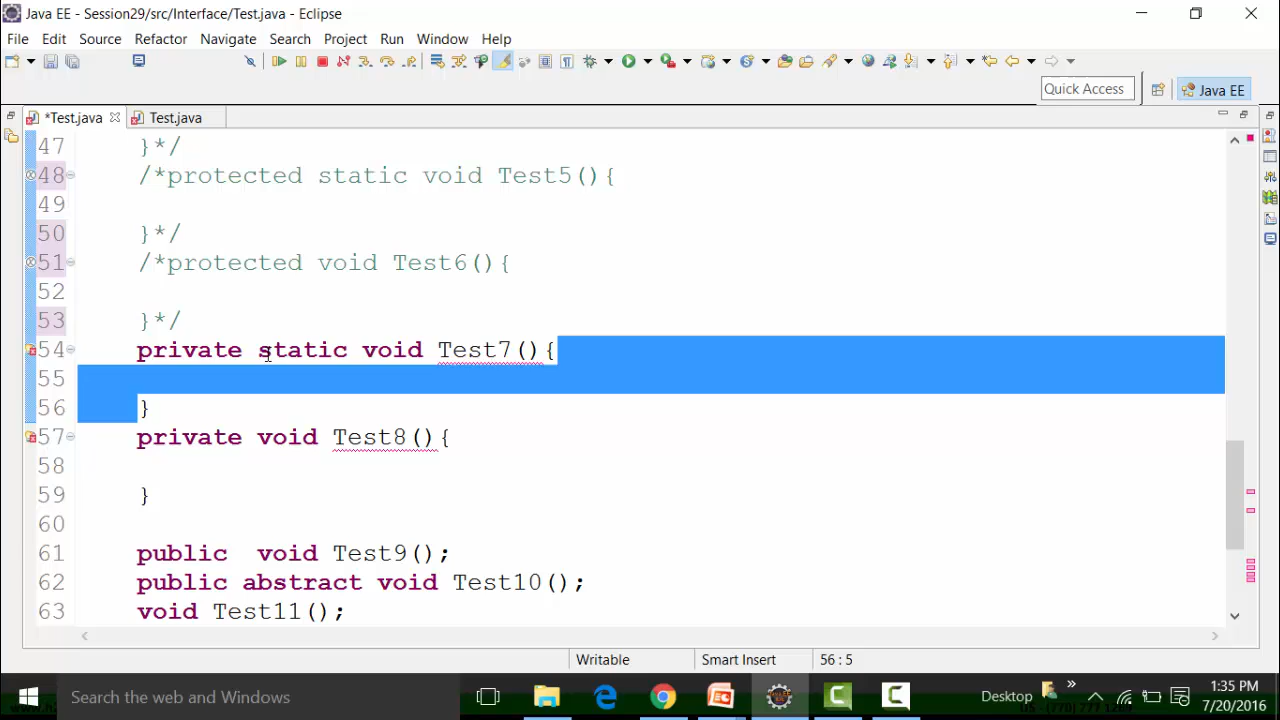 Java EE - Session29/src/Interface/Test.java - Eclipse
File Edit Source Refactor Navigate Search Project Run Window Help
Quick Access
Java EE
*Test.java
Test.java
47 }*/
48 /*protected static void Test5(){
49
50 }*/
51 /*protected void Test6(){
52
53 }*/
54 private static void Test7(){
55
56 }
57 private void Test8(){
58
59 }
60
61 public  void Test9();
62 public abstract void Test10();
63 void Test11();
Writable
Smart Insert
56 : 5
Search the web and Windows
Desktop
1:35 PM
7/20/2016